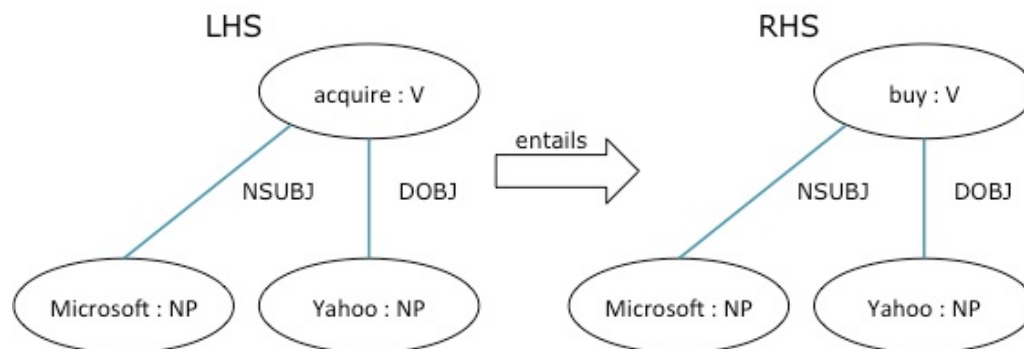 LHS
RHS
acquire : V
buy : V
entails
NSUBJ
DOBJ
NSUBJ
DOBJ
Microsoft : NP
Yahoo : NP
Microsoft : NP
Yahoo : NP